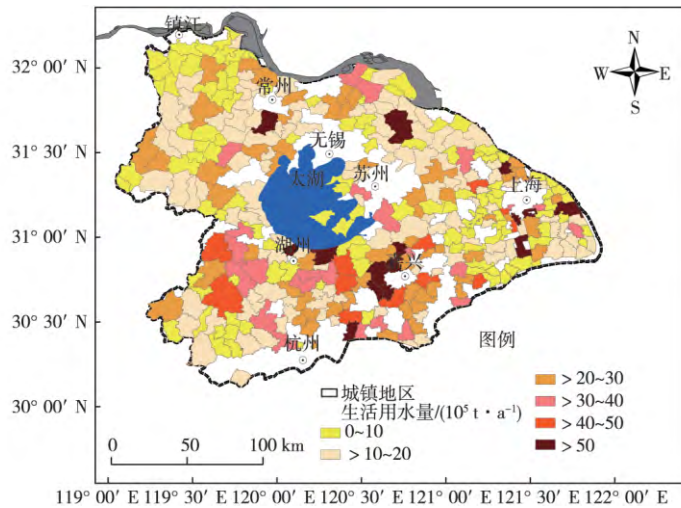 镇江
32° 00′ N
常州
N
W E
S
无锡
31° 30′ N
太湖
苏州
上海
31° 00′ N
湖州
嘉兴
30° 30′ N
杭州
图例
30° 00′ N
城镇地区
生活用水量/(10⁵ t·a⁻¹)
0~10
>10~20
>20~30
>30~40
>40~50
>50
0 50 100 km
119° 00′ E 119° 30′ E 120° 00′ E 120° 30′ E 121° 00′ E 121° 30′ E 122° 00′ E